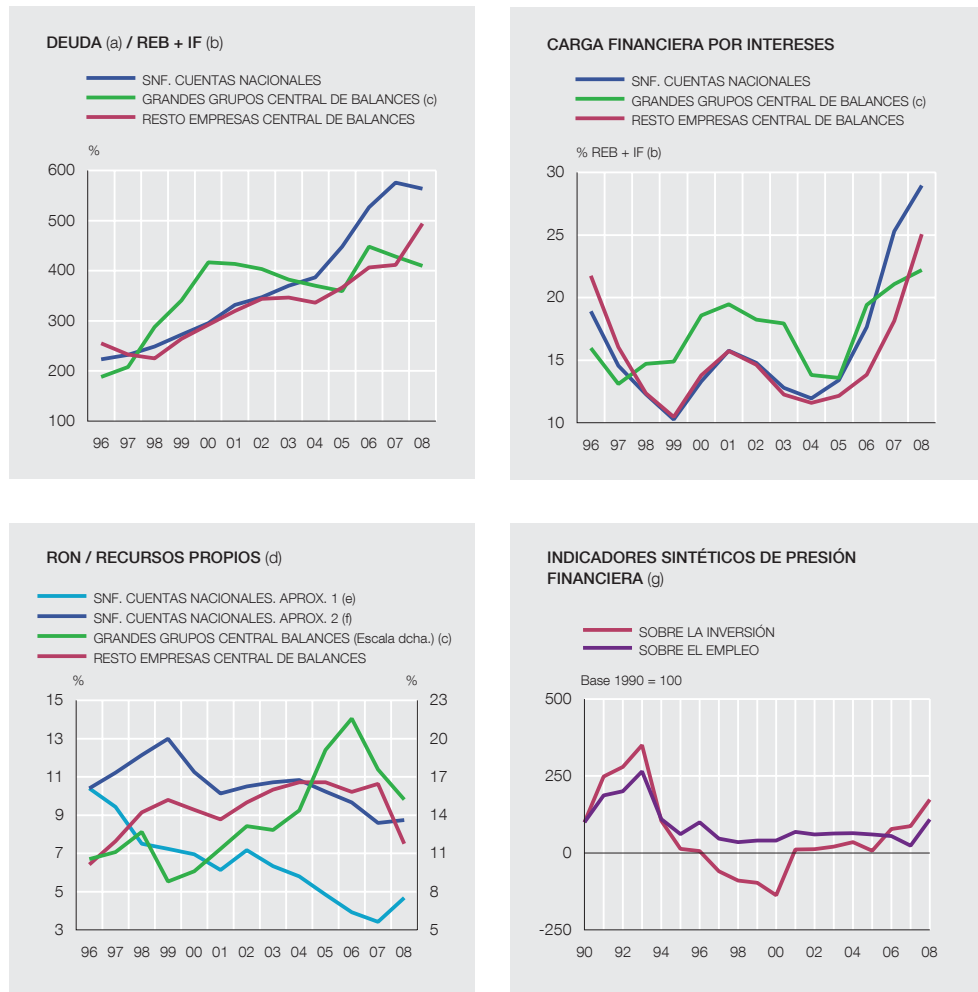 DEUDA (a) / REB + IF (b)
SNF. CUENTAS NACIONALES
GRANDES GRUPOS CENTRAL DE BALANCES (c)
RESTO EMPRESAS CENTRAL DE BALANCES
%
600
500
400
300
200
100
96 97 98 99 00 01 02 03 04 05 06 07 08
CARGA FINANCIERA POR INTERESES
SNF. CUENTAS NACIONALES
GRANDES GRUPOS CENTRAL DE BALANCES (c)
RESTO EMPRESAS CENTRAL DE BALANCES
% REB + IF (b)
30
25
20
15
10
96 97 98 99 00 01 02 03 04 05 06 07 08
RON / RECURSOS PROPIOS (d)
SNF. CUENTAS NACIONALES. APROX. 1 (e)
SNF. CUENTAS NACIONALES. APROX. 2 (f)
GRANDES GRUPOS CENTRAL BALANCES (Escala dcha.) (c)
RESTO EMPRESAS CENTRAL DE BALANCES
% %
15 23
13 20
11 17
9 14
7 11
5 8
3 5
96 97 98 99 00 01 02 03 04 05 06 07 08
INDICADORES SINTÉTICOS DE PRESIÓN
FINANCIERA (g)
SOBRE LA INVERSIÓN
SOBRE EL EMPLEO
Base 1990 = 100
500
250
0
-250
90 92 94 96 98 00 02 04 06 08